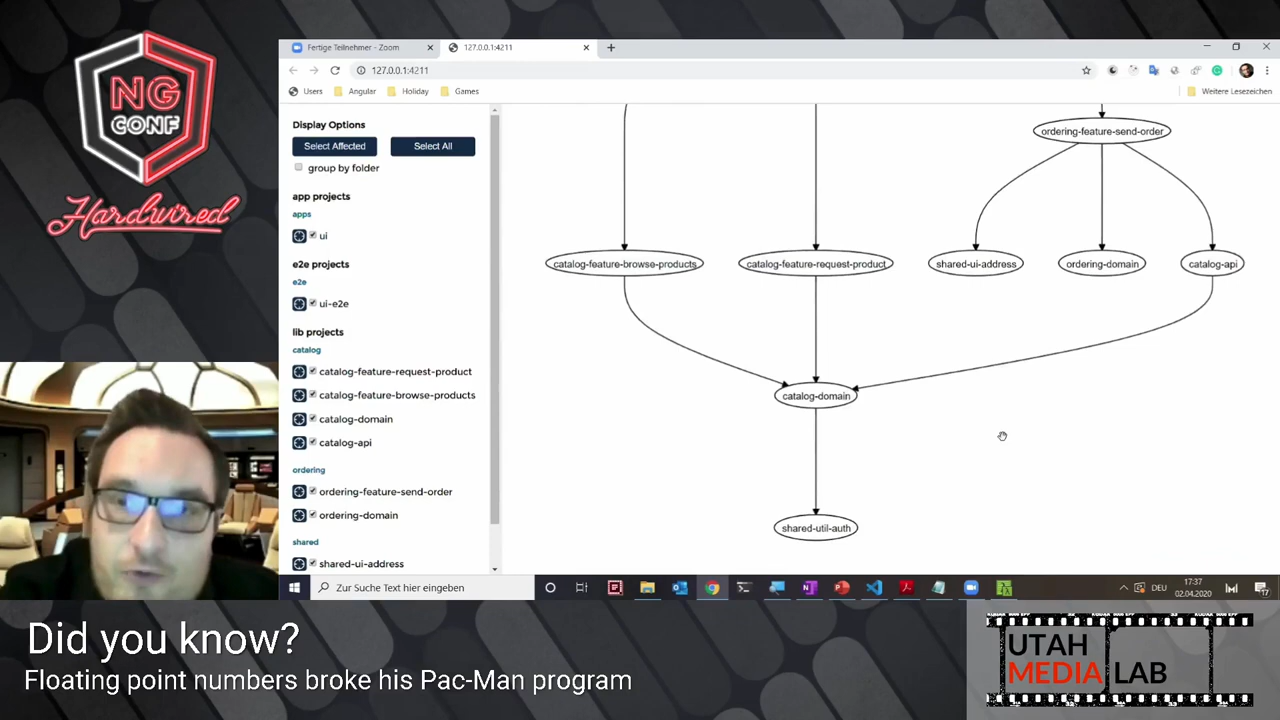 NG
CONF
Hardwired
Fertige Teilnehmer - Zoom
127.0.0.1:4211
127.0.0.1:4211
Users
Angular
Holiday
Games
Weitere Lesezeichen
Display Options
Select Affected
Select All
group by folder
app projects
apps
ui
e2e projects
e2e
ui-e2e
lib projects
catalog
catalog-feature-request-product
catalog-feature-browse-products
catalog-domain
catalog-api
ordering
ordering-feature-send-order
ordering-domain
shared
shared-ui-address
ordering-feature-send-order
catalog-feature-browse-products
catalog-feature-request-product
shared-ui-address
ordering-domain
catalog-api
catalog-domain
shared-util-auth
Zur Suche Text hier eingeben
DEU
17:37
02.04.2020
17
Did you know?
Floating point numbers broke his Pac-Man program
UTAH
MEDIA LAB